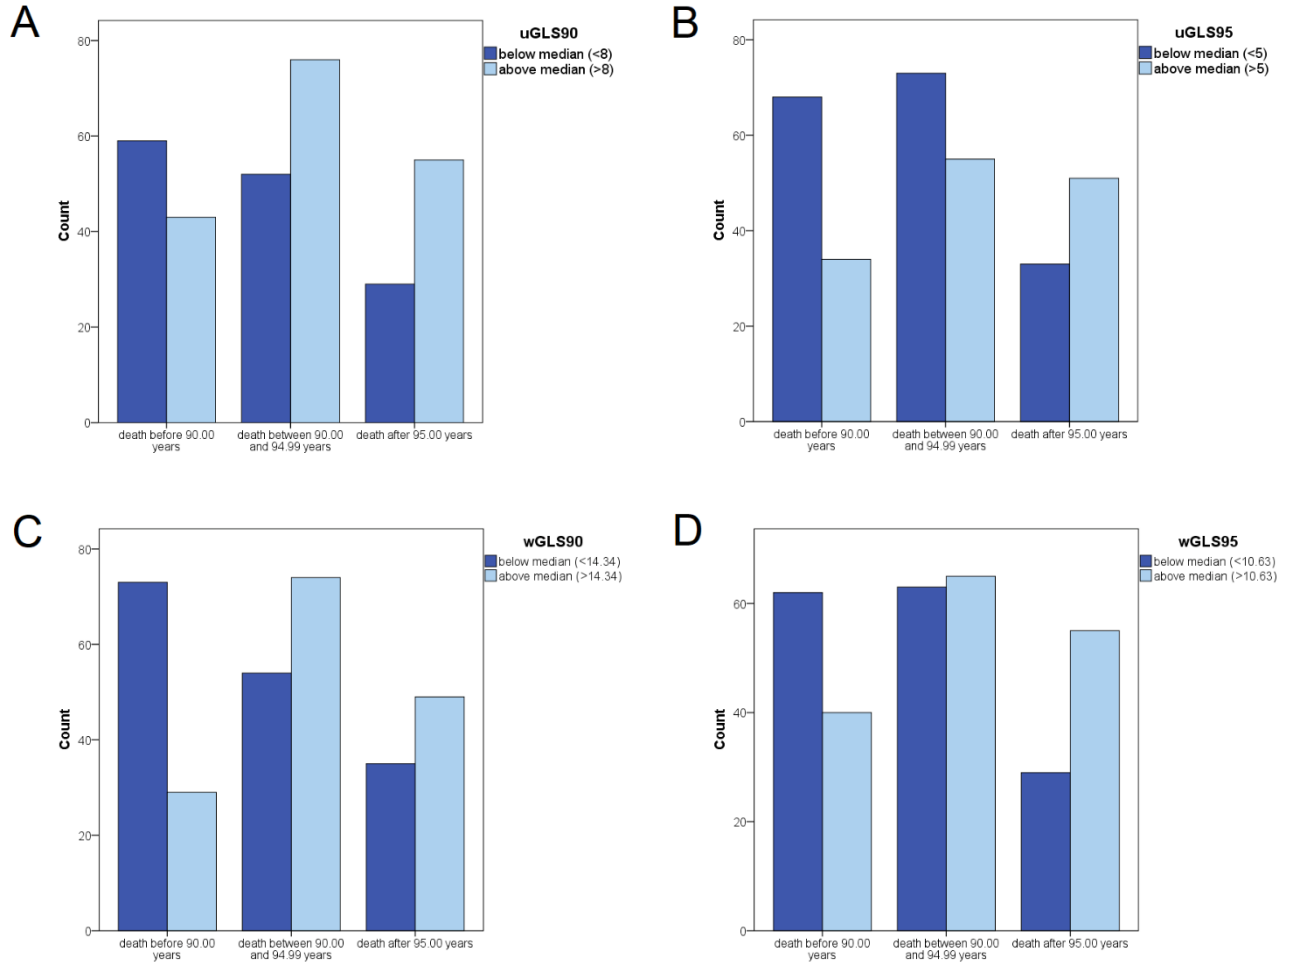 A
uGLS90
below median (<8)
above median (>8)
80
60
40
20
0
Count
death before 90.00
years
death between 90.00
and 94.99 years
death after 95.00 years
B
uGLS95
below median (<5)
above median (>5)
80
60
40
20
0
Count
death before 90.00
years
death between 90.00
and 94.99 years
death after 95.00 years
C
wGLS90
below median (<14.34)
above median (>14.34)
80
60
40
20
0
Count
death before 90.00
years
death between 90.00
and 94.99 years
death after 95.00 years
D
wGLS95
below median (<10.63)
above median (>10.63)
60
40
20
0
Count
death before 90.00
years
death between 90.00
and 94.99 years
death after 95.00 years